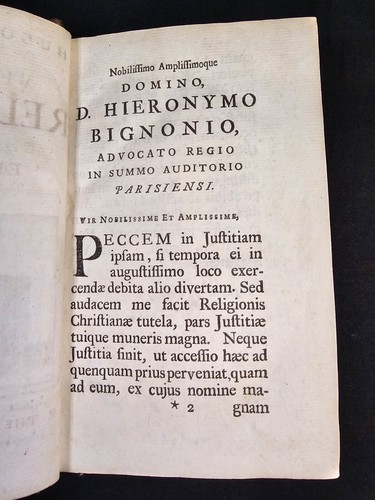 Nobiliſſimo Ampliſſimoque
DOMINO,
D. HIERONYMO
BIGNONIO,
ADVOCATO REGIO
IN SUMMO AUDITORIO
PARISIENSI.
VIR NOBILISSIME ET AMPLISSIME,
PECCEM in Juſtitiam
ipſam, ſi tempora ei in
auguſtiſſimo loco exer-
cendæ debita alio divertam. Sed
audacem me facit Religionis
Chriſtianæ tutela, pars Juſtitiæ
tuique muneris magna. Neque
Juſtitia ſinit, ut acceſſio hæc ad
quenquam prius perveniat, quam
ad eum, ex cujus nomine ma-
* 2 gnam